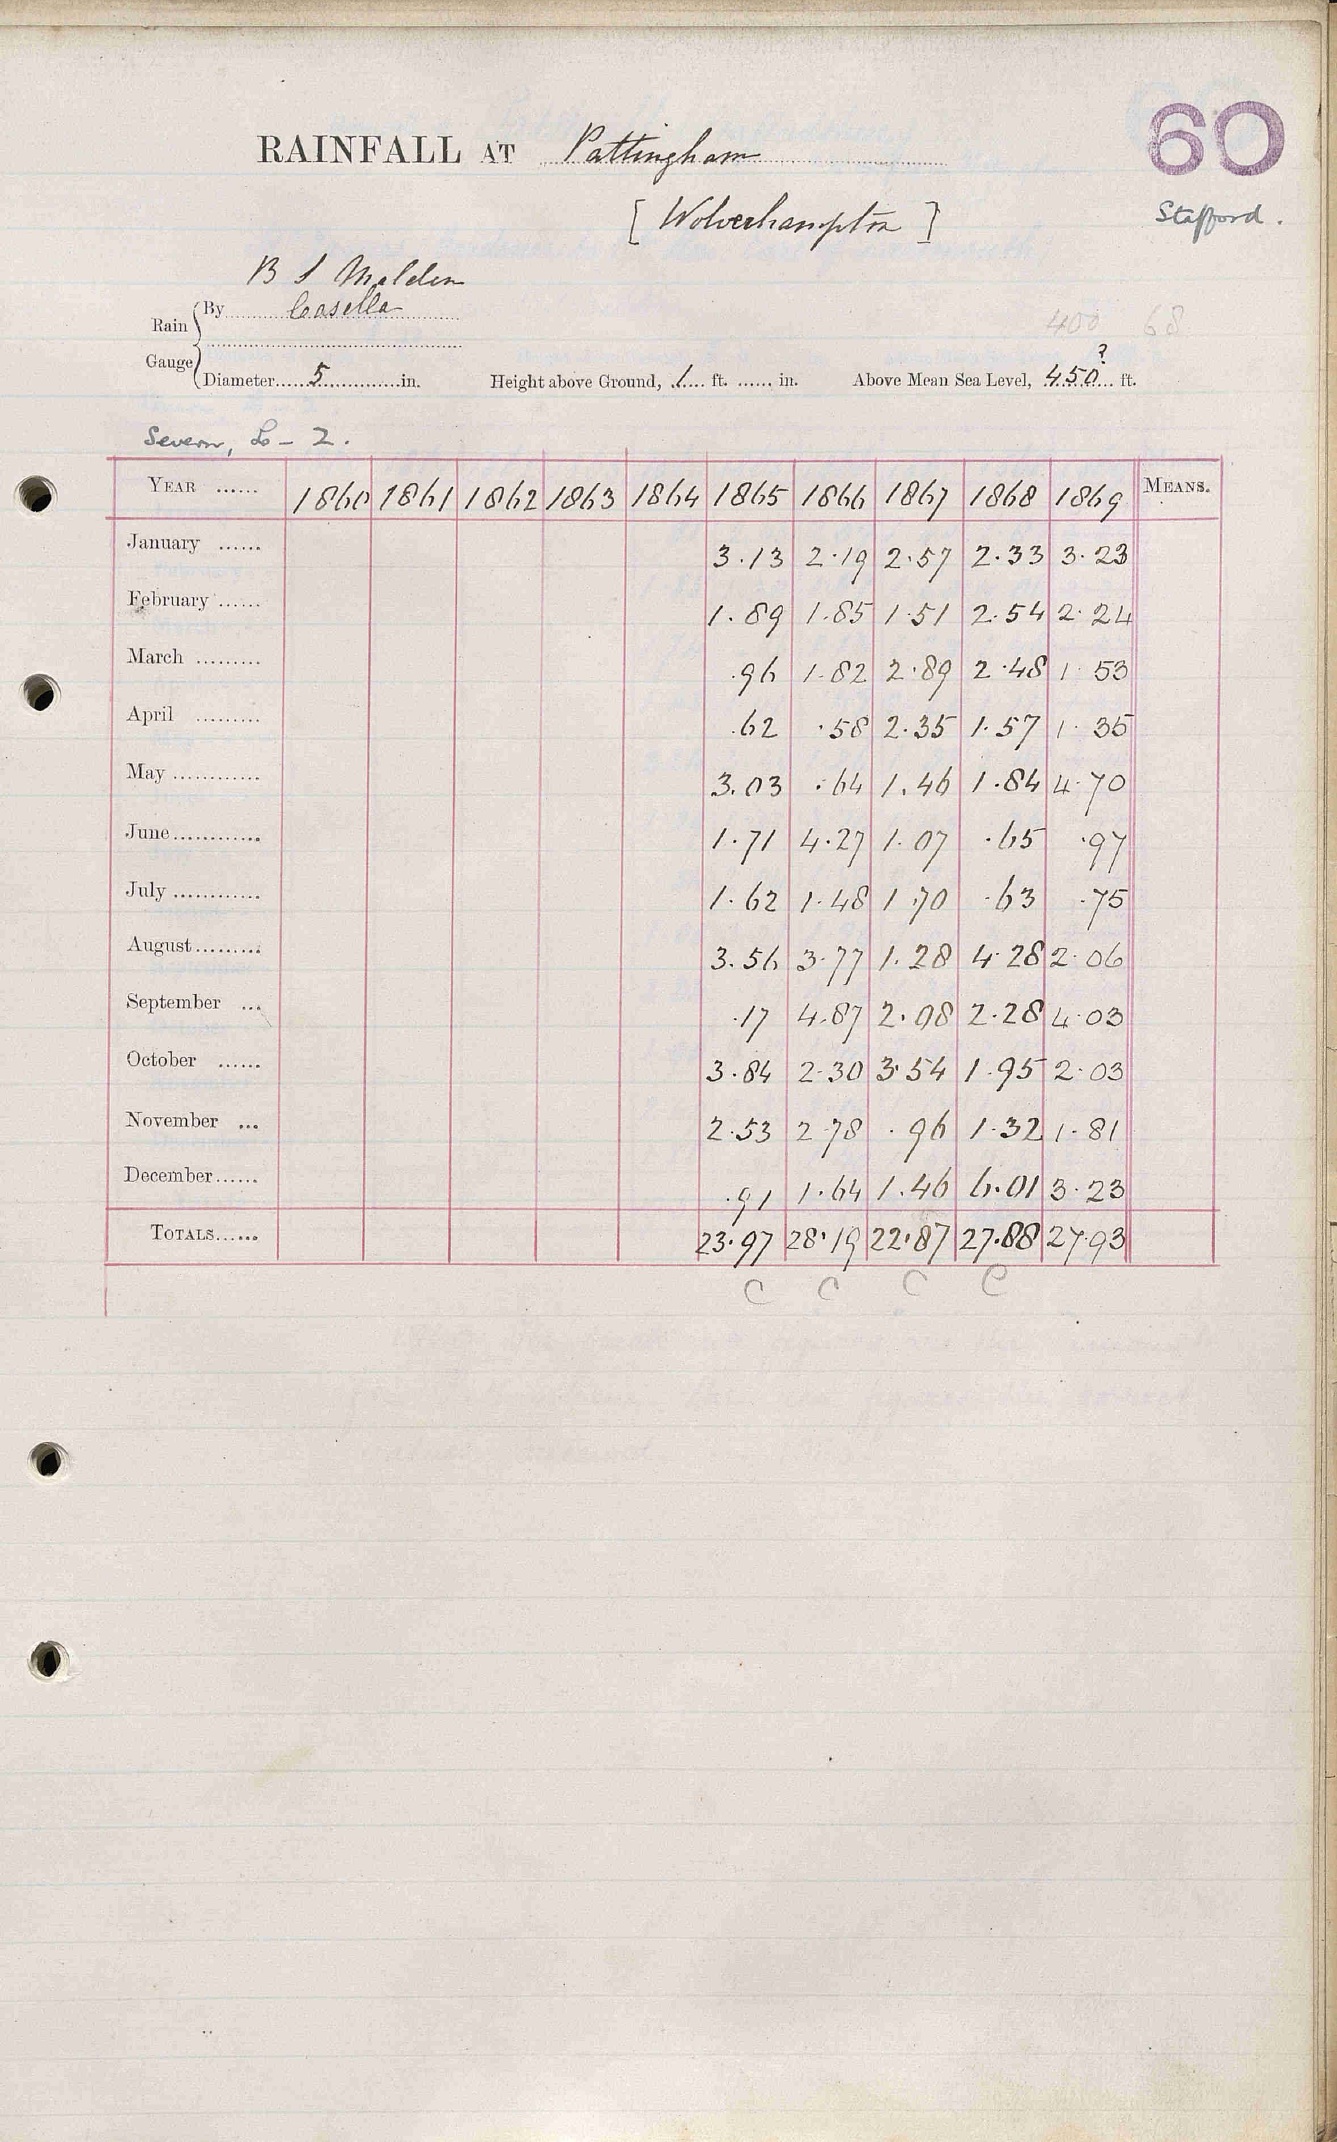 60
RAINFALL AT Pattingham
[ Wolverhampton ]
Stafford.
B S Malden
Rain Gauge { By Casella
Diameter......5.............in. Height above Ground, 1.... ft. ...... in. Above Mean Sea Level, 450 ?... ft.
400 68
Severn, L - 2.
YEAR ...... 1860 1861 1862 1863 1864 1865 1866 1867 1868 1869 MEANS.
January ...... 3.13 2.19 2.57 2.33 3.23
February ...... 1.89 1.85 1.51 2.54 2.24
March ......... .96 1.82 2.89 2.48 1.53
April ......... .62 .58 2.35 1.57 1.35
May ............ 3.03 .64 1.46 1.84 4.70
June............ 1.71 4.27 1.07 .65 .97
July ............ 1.62 1.48 1.70 .63 .75
August......... 3.56 3.77 1.28 4.28 2.06
September ... .17 4.87 2.08 2.28 4.03
October ...... 3.84 2.30 3.54 1.95 2.03
November ... 2.53 2.78 .96 1.32 1.81
December...... .91 1.64 1.46 6.01 3.23
TOTALS...... 23.97 28.19 22.87 27.88 27.93
C C C C